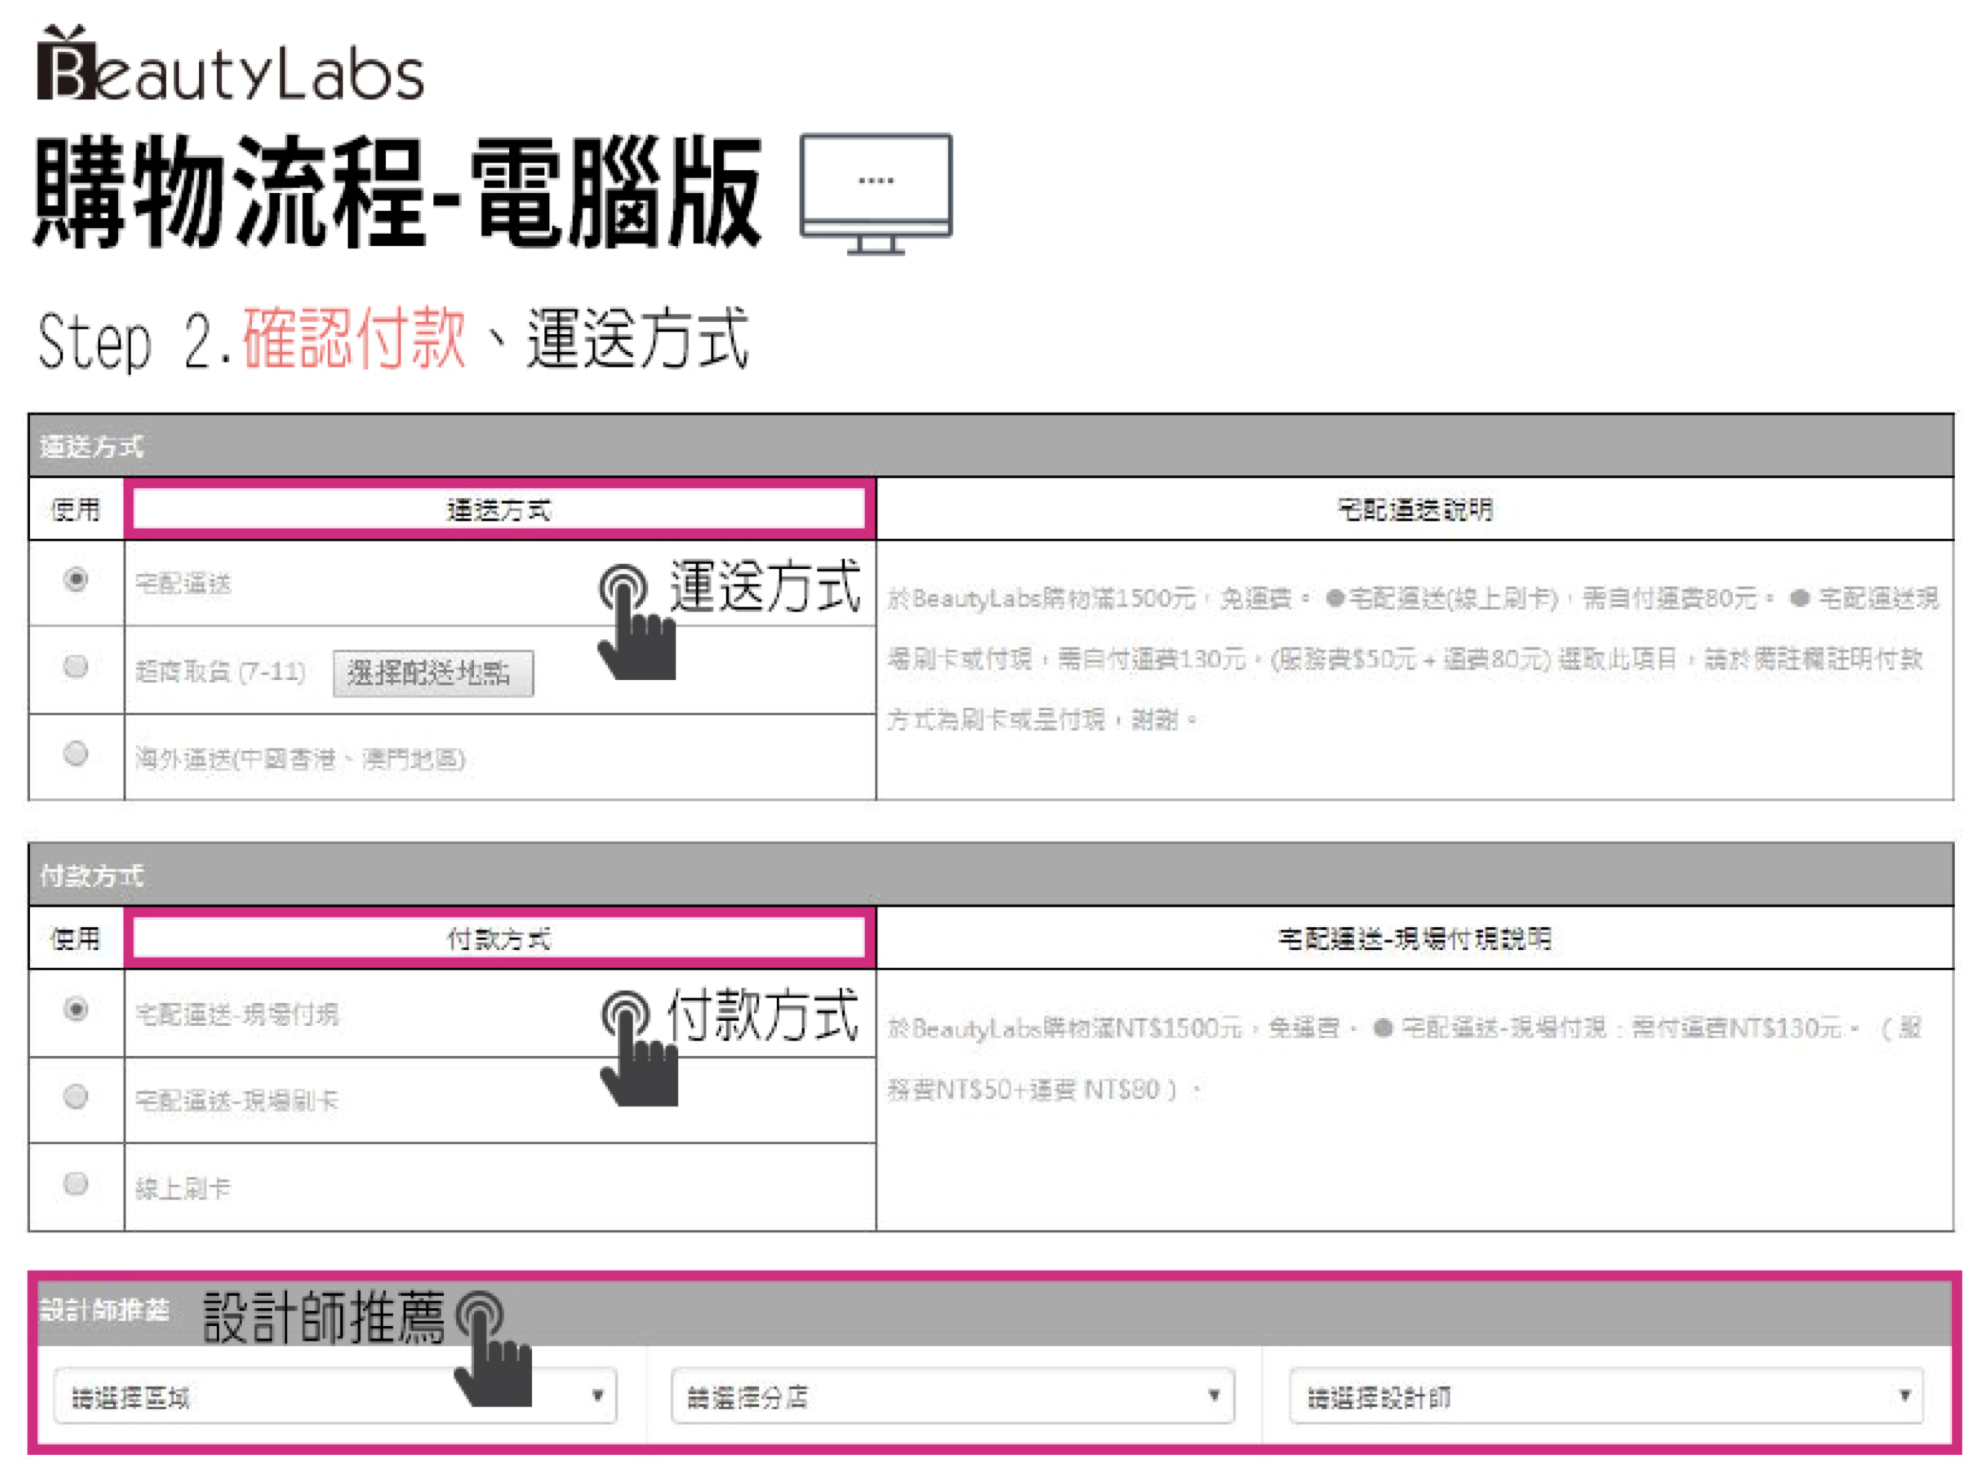 BeautyLabs
購物流程-電腦版
Step 2.確認付款、運送方式
運送方式
使用 運送方式 宅配運送說明
宅配運送 運送方式
超商取貨 (7-11) 選擇配送地點
海外運送(中國香港、澳門地區)
於BeautyLabs購物滿1500元，免運費。 ●宅配運送(線上刷卡)，需自付運費80元。 ● 宅配運送現
場刷卡或付現，需自付運費130元。(服務費$50元 + 運費80元) 選取此項目，請於備註欄註明付款
方式為刷卡或是付現，謝謝。
付款方式
使用 付款方式 宅配運送-現場付現說明
宅配運送-現場付現 付款方式
宅配運送-現場刷卡
線上刷卡
於BeautyLabs購物滿NT$1500元，免運費。 ● 宅配運送-現場付現：需付運費NT$130元。（服
務費NT$50+運費 NT$80）。
設計師推薦 設計師推薦
請選擇區域 請選擇分店 請選擇設計師